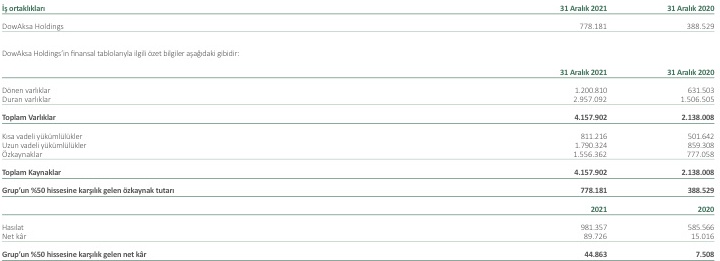 İş ortaklıkları 31 Aralık 2021 31 Aralık 2020
DowAksa Holdings 778.181 388.529
DowAksa Holdings'in finansal tablolarıyla ilgili özet bilgiler aşağıdaki gibidir:
31 Aralık 2021 31 Aralık 2020
Dönen varlıklar 1.200.810 631.503
Duran varlıklar 2.957.092 1.506.505
Toplam Varlıklar 4.157.902 2.138.008
Kısa vadeli yükümlülükler 811.216 501.642
Uzun vadeli yükümlülükler 1.790.324 859.308
Özkaynaklar 1.556.362 777.058
Toplam Kaynaklar 4.157.902 2.138.008
Grup'un %50 hissesine karşılık gelen özkaynak tutarı 778.181 388.529
2021 2020
Hasılat 981.357 585.566
Net kâr 89.726 15.016
Grup'un %50 hissesine karşılık gelen net kâr 44.863 7.508